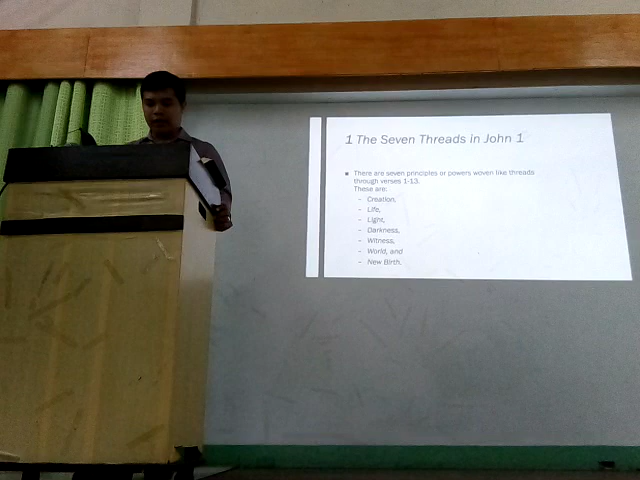 1 The Seven Threads in John 1
▪ There are seven principles or powers woven like threads
through verses 1-13.
These are:
– Creation,
– Life,
– Light,
– Darkness,
– Witness,
– World, and
– New Birth.